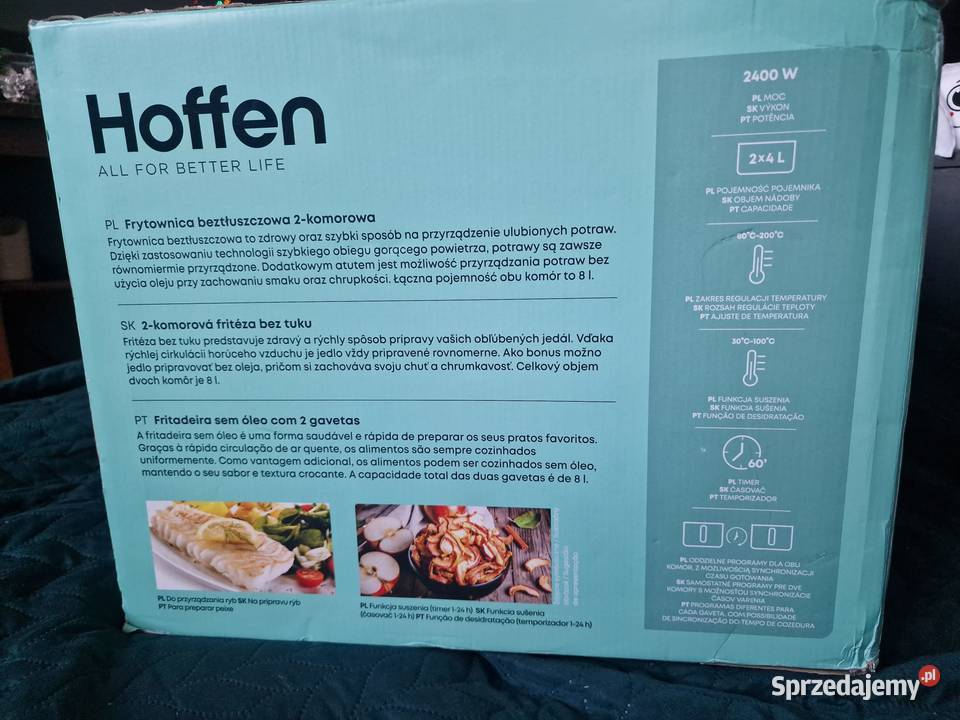 Hoffen
ALL FOR BETTER LIFE
PL Frytownica beztłuszczowa 2-komorowa
Frytownica beztłuszczowa to zdrowy oraz szybki sposób na przyrządzenie ulubionych potraw.
Dzięki zastosowaniu technologii szybkiego obiegu gorącego powietrza, potrawy są zawsze
równomiernie przyrządzone. Dodatkowym atutem jest możliwość przyrządzania potraw bez
użycia oleju przy zachowaniu smaku oraz chrupkości. Łączna pojemność obu komór to 8 l.
SK 2-komorová fritéza bez tuku
Fritéza bez tuku predstavuje zdravý a rýchly spôsob prípravy vašich obľúbených jedál. Vďaka
rýchlej cirkulácii horúceho vzduchu je jedlo vždy pripravené rovnomerne. Ako bonus možno
jedlo pripravovať bez oleja, pričom si zachováva svoju chuť a chrumkavosť. Celkový objem
dvoch komôr je 8 l.
PT Fritadeira sem óleo com 2 gavetas
A fritadeira sem óleo é uma forma saudável e rápida de preparar os seus pratos favoritos.
Graças à rápida circulação de ar quente, os alimentos são sempre cozinhados
uniformemente. Como vantagem adicional, os alimentos podem ser cozinhados sem óleo,
mantendo o seu sabor e textura crocante. A capacidade total das duas gavetas é de 8 l.
PL Do przyrządzania ryb SK Na prípravu rýb
PT Para preparar peixe
PL Funkcja suszenia (timer 1-24 h) SK Funkcia sušenia
(časovač 1-24 h) PT Função de desidratação (temporizador 1-24 h)
de apresentação
2400 W
PL MOC
SK VÝKON
PT POTÊNCIA
2×4 L
PL POJEMNOŚĆ POJEMNIKA
SK OBJEM NÁDOBY
PT CAPACIDADE
80°C-200°C
PL ZAKRES REGULACJI TEMPERATURY
SK ROZSAH REGULÁCIE TEPLOTY
PT AJUSTE DE TEMPERATURA
30°C-100°C
PL FUNKCJA SUSZENIA
SK FUNKCIA SUŠENIA
PT FUNÇÃO DE DESIDRATAÇÃO
60'
PL TIMER
SK ČASOVAČ
PT TEMPORIZADOR
PL ODDZIELNE PROGRAMY DLA OBU
KOMÓR, Z MOŻLIWOŚCIĄ SYNCHRONIZACJI
CZASU GOTOWANIA
SK SAMOSTATNÉ PROGRAMY PRE DVE
KOMORY S MOŽNOSŤOU SYNCHRONIZÁCIE
ČASOV VARENIA
PT PROGRAMAS DIFERENTES PARA
CADA GAVETA, COM POSSIBILIDADE
DE SINCRONIZAÇÃO DO TEMPO DE COZEDURA
Sprzedajemy.pl